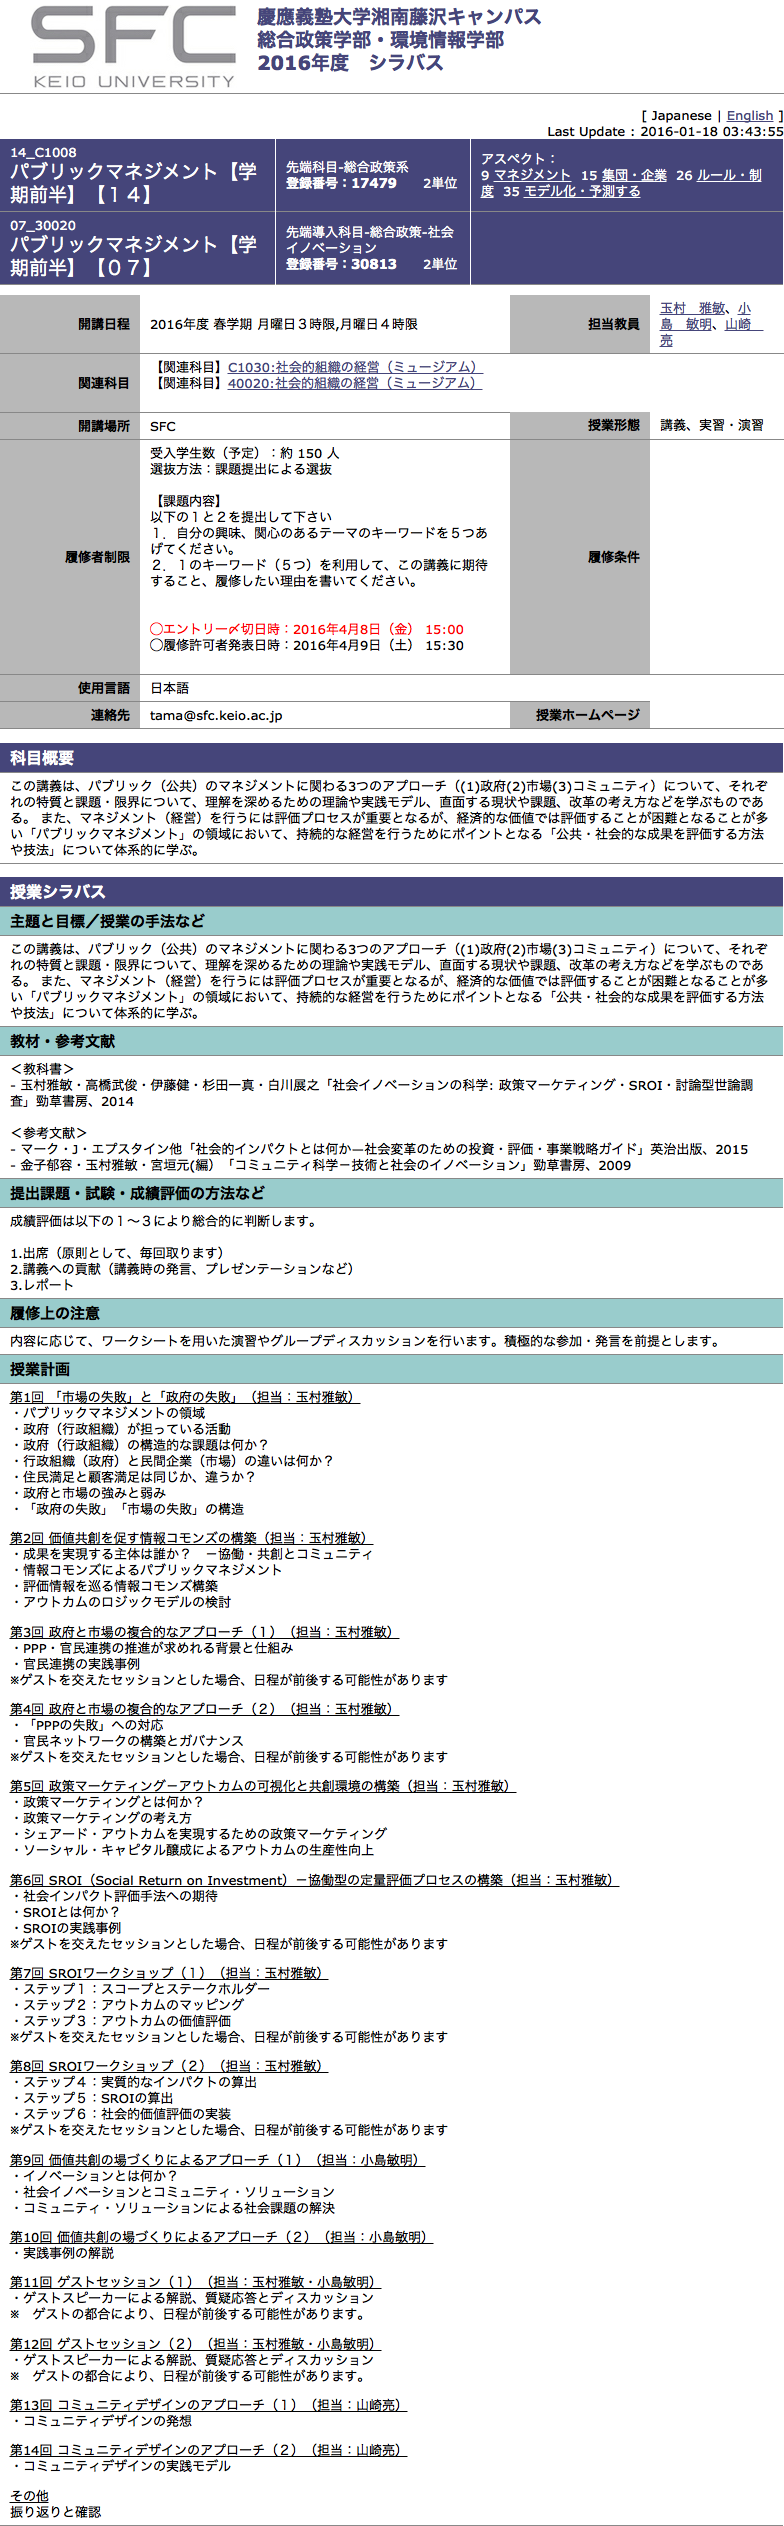 SFC
KEIO UNIVERSITY
慶應義塾大学湘南藤沢キャンパス
総合政策学部・環境情報学部
2016年度　シラバス
[ Japanese | English ]
Last Update : 2016-01-18 03:43:55
14_C1008
パブリックマネジメント【学
期前半】【１４】
先端科目-総合政策系
登録番号：17479　　2単位
アスペクト：
9 マネジメント  15 集団・企業  26 ルール・制
度  35 モデル化・予測する
07_30020
パブリックマネジメント【学
期前半】【０７】
先端導入科目-総合政策-社会
イノベーション
登録番号：30813　　2単位
開講日程
2016年度 春学期 月曜日３時限,月曜日４時限
担当教員
玉村　雅敏、小
島　敏明、山崎
亮
関連科目
【関連科目】C1030:社会的組織の経営（ミュージアム）
【関連科目】40020:社会的組織の経営（ミュージアム）
開講場所
SFC
授業形態
講義、実習・演習
履修者制限
受入学生数（予定）：約 150 人
選抜方法：課題提出による選抜
【課題内容】
以下の１と２を提出して下さい
１．自分の興味、関心のあるテーマのキーワードを５つあ
げてください。
２．１のキーワード（５つ）を利用して、この講義に期待
すること、履修したい理由を書いてください。
◯エントリー〆切日時：2016年4月8日（金） 15:00
◯履修許可者発表日時：2016年4月9日（土） 15:30
履修条件
使用言語
日本語
連絡先
tama@sfc.keio.ac.jp
授業ホームページ
科目概要
この講義は、パブリック（公共）のマネジメントに関わる3つのアプローチ（(1)政府(2)市場(3)コミュニティ）について、それぞ
れの特質と課題・限界について、理解を深めるための理論や実践モデル、直面する現状や課題、改革の考え方などを学ぶものであ
る。 また、マネジメント（経営）を行うには評価プロセスが重要となるが、経済的な価値では評価することが困難となることが多
い「パブリックマネジメント」の領域において、持続的な経営を行うためにポイントとなる「公共・社会的な成果を評価する方法
や技法」について体系的に学ぶ。
授業シラバス
主題と目標／授業の手法など
この講義は、パブリック（公共）のマネジメントに関わる3つのアプローチ（(1)政府(2)市場(3)コミュニティ）について、それぞ
れの特質と課題・限界について、理解を深めるための理論や実践モデル、直面する現状や課題、改革の考え方などを学ぶものであ
る。 また、マネジメント（経営）を行うには評価プロセスが重要となるが、経済的な価値では評価することが困難となることが多
い「パブリックマネジメント」の領域において、持続的な経営を行うためにポイントとなる「公共・社会的な成果を評価する方法
や技法」について体系的に学ぶ。
教材・参考文献
＜教科書＞
- 玉村雅敏・高橋武俊・伊藤健・杉田一真・白川展之「社会イノベーションの科学: 政策マーケティング・SROI・討論型世論調
査」勁草書房、2014
＜参考文献＞
- マーク・J・エプスタイン他「社会的インパクトとは何か―社会変革のための投資・評価・事業戦略ガイド」英治出版、2015
- 金子郁容・玉村雅敏・宮垣元(編）「コミュニティ科学－技術と社会のイノベーション」勁草書房、2009
提出課題・試験・成績評価の方法など
成績評価は以下の１〜３により総合的に判断します。
1.出席（原則として、毎回取ります）
2.講義への貢献（講義時の発言、プレゼンテーションなど）
3.レポート
履修上の注意
内容に応じて、ワークシートを用いた演習やグループディスカッションを行います。積極的な参加・発言を前提とします。
授業計画
第1回 「市場の失敗」と「政府の失敗」（担当：玉村雅敏）
・パブリックマネジメントの領域
・政府（行政組織）が担っている活動
・政府（行政組織）の構造的な課題は何か？
・行政組織（政府）と民間企業（市場）の違いは何か？
・住民満足と顧客満足は同じか、違うか？
・政府と市場の強みと弱み
・「政府の失敗」「市場の失敗」の構造
第2回 価値共創を促す情報コモンズの構築（担当：玉村雅敏）
・成果を実現する主体は誰か？　－協働・共創とコミュニティ
・情報コモンズによるパブリックマネジメント
・評価情報を巡る情報コモンズ構築
・アウトカムのロジックモデルの検討
第3回 政府と市場の複合的なアプローチ（１）（担当：玉村雅敏）
・PPP・官民連携の推進が求めれる背景と仕組み
・官民連携の実践事例
※ゲストを交えたセッションとした場合、日程が前後する可能性があります
第4回 政府と市場の複合的なアプローチ（２）（担当：玉村雅敏）
・「PPPの失敗」への対応
・官民ネットワークの構築とガバナンス
※ゲストを交えたセッションとした場合、日程が前後する可能性があります
第5回 政策マーケティング－アウトカムの可視化と共創環境の構築（担当：玉村雅敏）
・政策マーケティングとは何か？
・政策マーケティングの考え方
・シェアード・アウトカムを実現するための政策マーケティング
・ソーシャル・キャピタル醸成によるアウトカムの生産性向上
第6回 SROI（Social Return on Investment）－協働型の定量評価プロセスの構築（担当：玉村雅敏）
・社会インパクト評価手法への期待
・SROIとは何か？
・SROIの実践事例
※ゲストを交えたセッションとした場合、日程が前後する可能性があります
第7回 SROIワークショップ（１）（担当：玉村雅敏）
・ステップ１：スコープとステークホルダー
・ステップ２：アウトカムのマッピング
・ステップ３：アウトカムの価値評価
※ゲストを交えたセッションとした場合、日程が前後する可能性があります
第8回 SROIワークショップ（２）（担当：玉村雅敏）
・ステップ４：実質的なインパクトの算出
・ステップ５：SROIの算出
・ステップ６：社会的価値評価の実装
※ゲストを交えたセッションとした場合、日程が前後する可能性があります
第9回 価値共創の場づくりによるアプローチ（１）（担当：小島敏明）
・イノベーションとは何か？
・社会イノベーションとコミュニティ・ソリューション
・コミュニティ・ソリューションによる社会課題の解決
第10回 価値共創の場づくりによるアプローチ（２）（担当：小島敏明）
・実践事例の解説
第11回 ゲストセッション（１）（担当：玉村雅敏・小島敏明）
・ゲストスピーカーによる解説、質疑応答とディスカッション
※　ゲストの都合により、日程が前後する可能性があります。
第12回 ゲストセッション（２）（担当：玉村雅敏・小島敏明）
・ゲストスピーカーによる解説、質疑応答とディスカッション
※　ゲストの都合により、日程が前後する可能性があります。
第13回 コミュニティデザインのアプローチ（１）（担当：山崎亮）
・コミュニティデザインの発想
第14回 コミュニティデザインのアプローチ（２）（担当：山崎亮）
・コミュニティデザインの実践モデル
その他
振り返りと確認